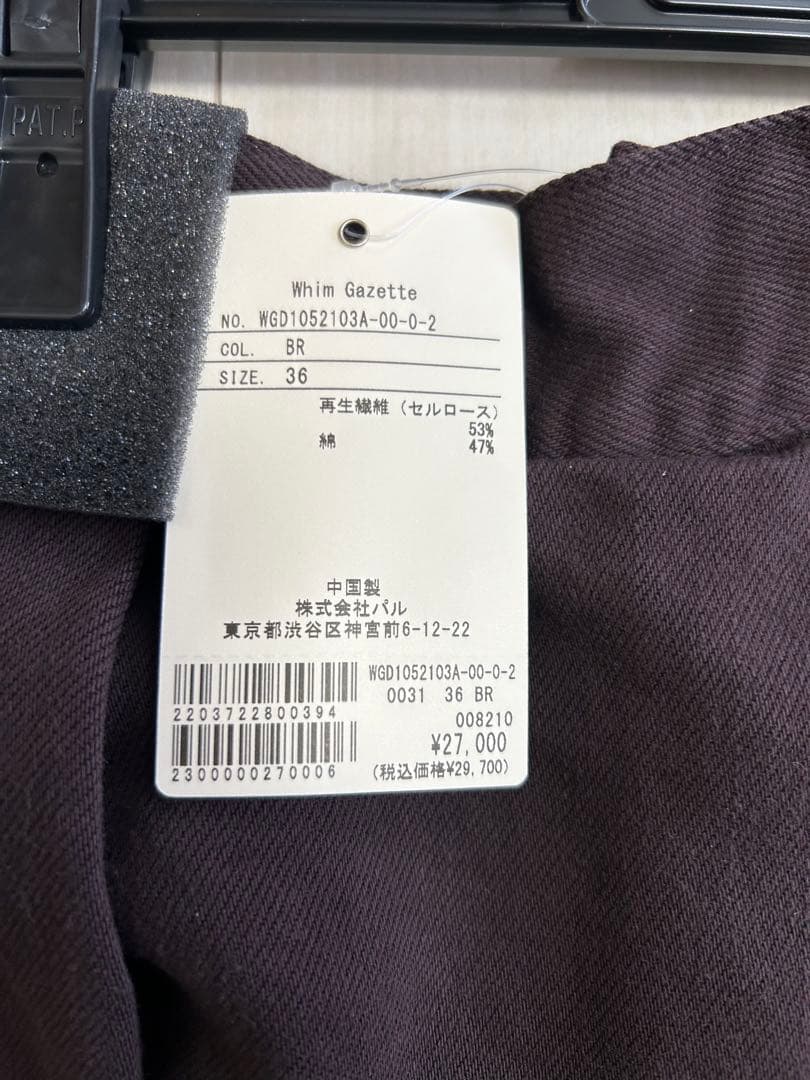 PAT.P
Whim Gazette
NO. WGD1052103A-00-0-2
COL. BR
SIZE. 36
再生繊維 (セルロース)
53%
綿 47%
中国製
株式会社パル
東京都渋谷区神宮前6-12-22
WGD1052103A-00-0-2
0031 36 BR
2203722800394
008210
¥27,000
2300000270006
(税込価格¥29,700)